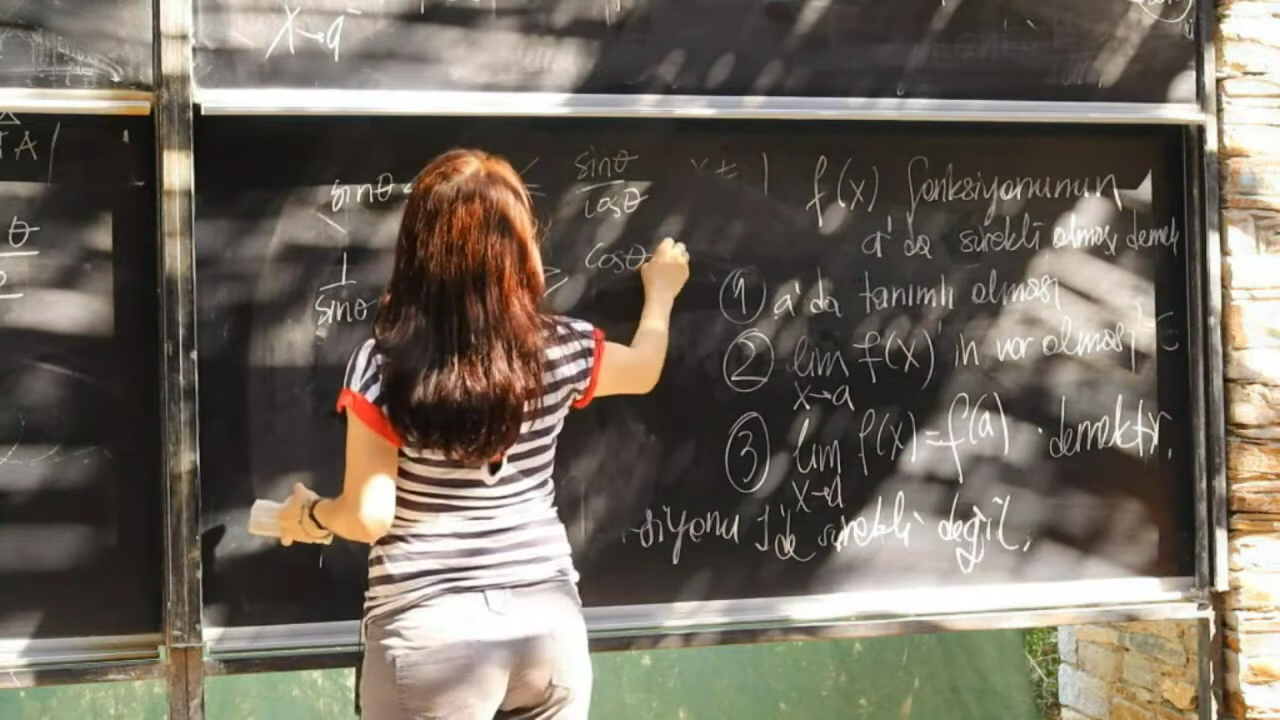 x→a
A|
θ
2
sinθ <
< sinθ
cosθ
1
sinθ
> cosθ
f(x) fonksiyonunun
a'da sürekli olması demek
① a'da tanımlı olması
② lim f(x)'in var olması
x→a
③ lim f(x) = f(a) . demektir.
x→a
siyonu 1'de sürekli değil.